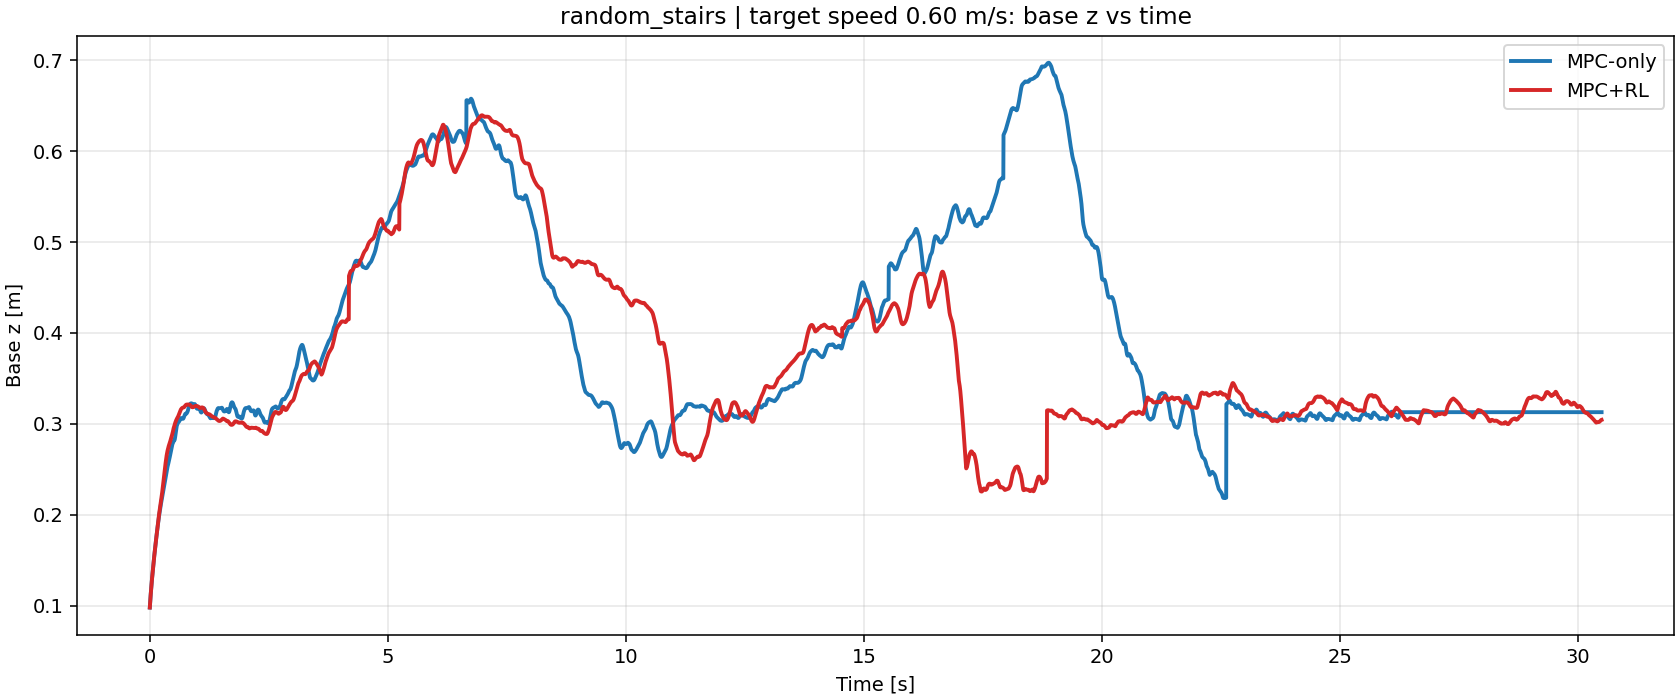 random_stairs | target speed 0.60 m/s: base z vs time
MPC-only
MPC+RL
Base z [m]
0.7
0.6
0.5
0.4
0.3
0.2
0.1
0 5 10 15 20 25 30
Time [s]